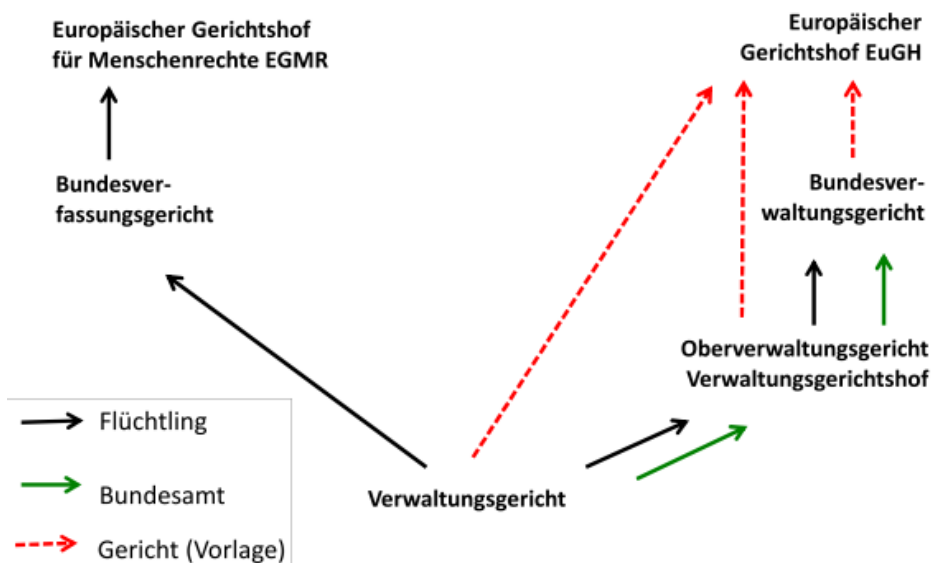 Europäischer Gerichtshof
für Menschenrechte EGMR
Europäischer
Gerichtshof EuGH
Bundesver-
fassungsgericht
Bundesver-
waltungsgericht
Oberverwaltungsgericht
Verwaltungsgerichtshof
Verwaltungsgericht
Flüchtling
Bundesamt
Gericht (Vorlage)